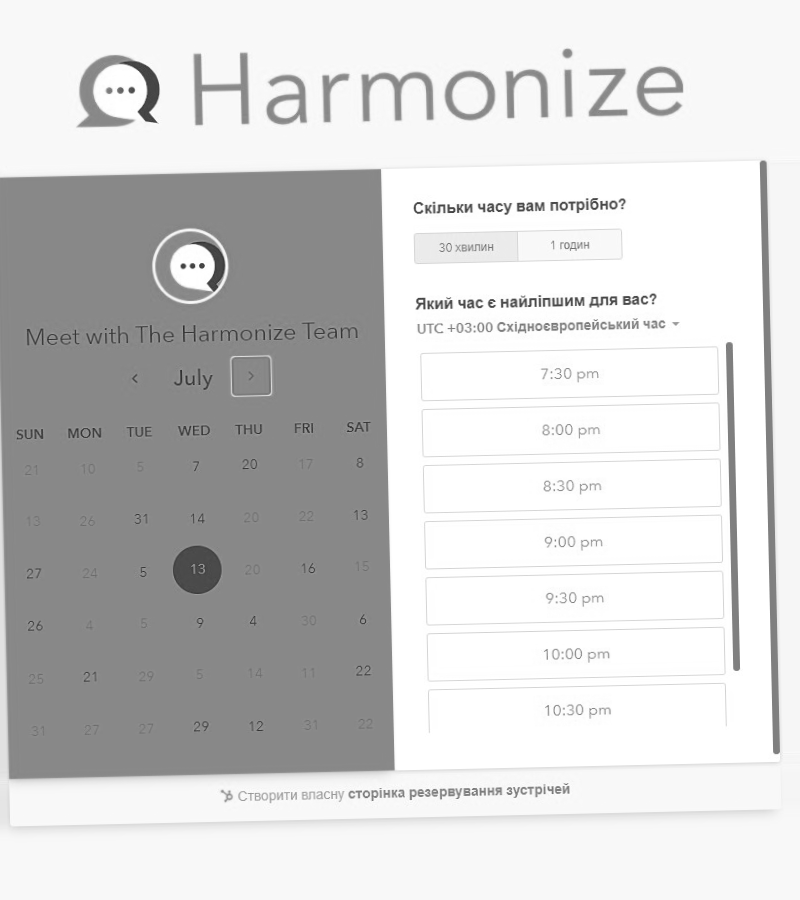 Harmonize
Meet with The Harmonize Team
July
SUN MON TUE WED THU FRI SAT
21 10 5 7 20 17 8
13 26 31 14 20 22 13
27 24 5 13 20 16 15
26 4 5 9 4 30 6
25 21 29 5 14 11 22
31 27 27 29 12 31 22
Скільки часу вам потрібно?
30 хвилин 1 годин
Який час є найліпшим для вас?
UTC +03:00 Східноєвропейський час
7:30 pm
8:00 pm
8:30 pm
9:00 pm
9:30 pm
10:00 pm
10:30 pm
Створити власну сторінка резервування зустрічей